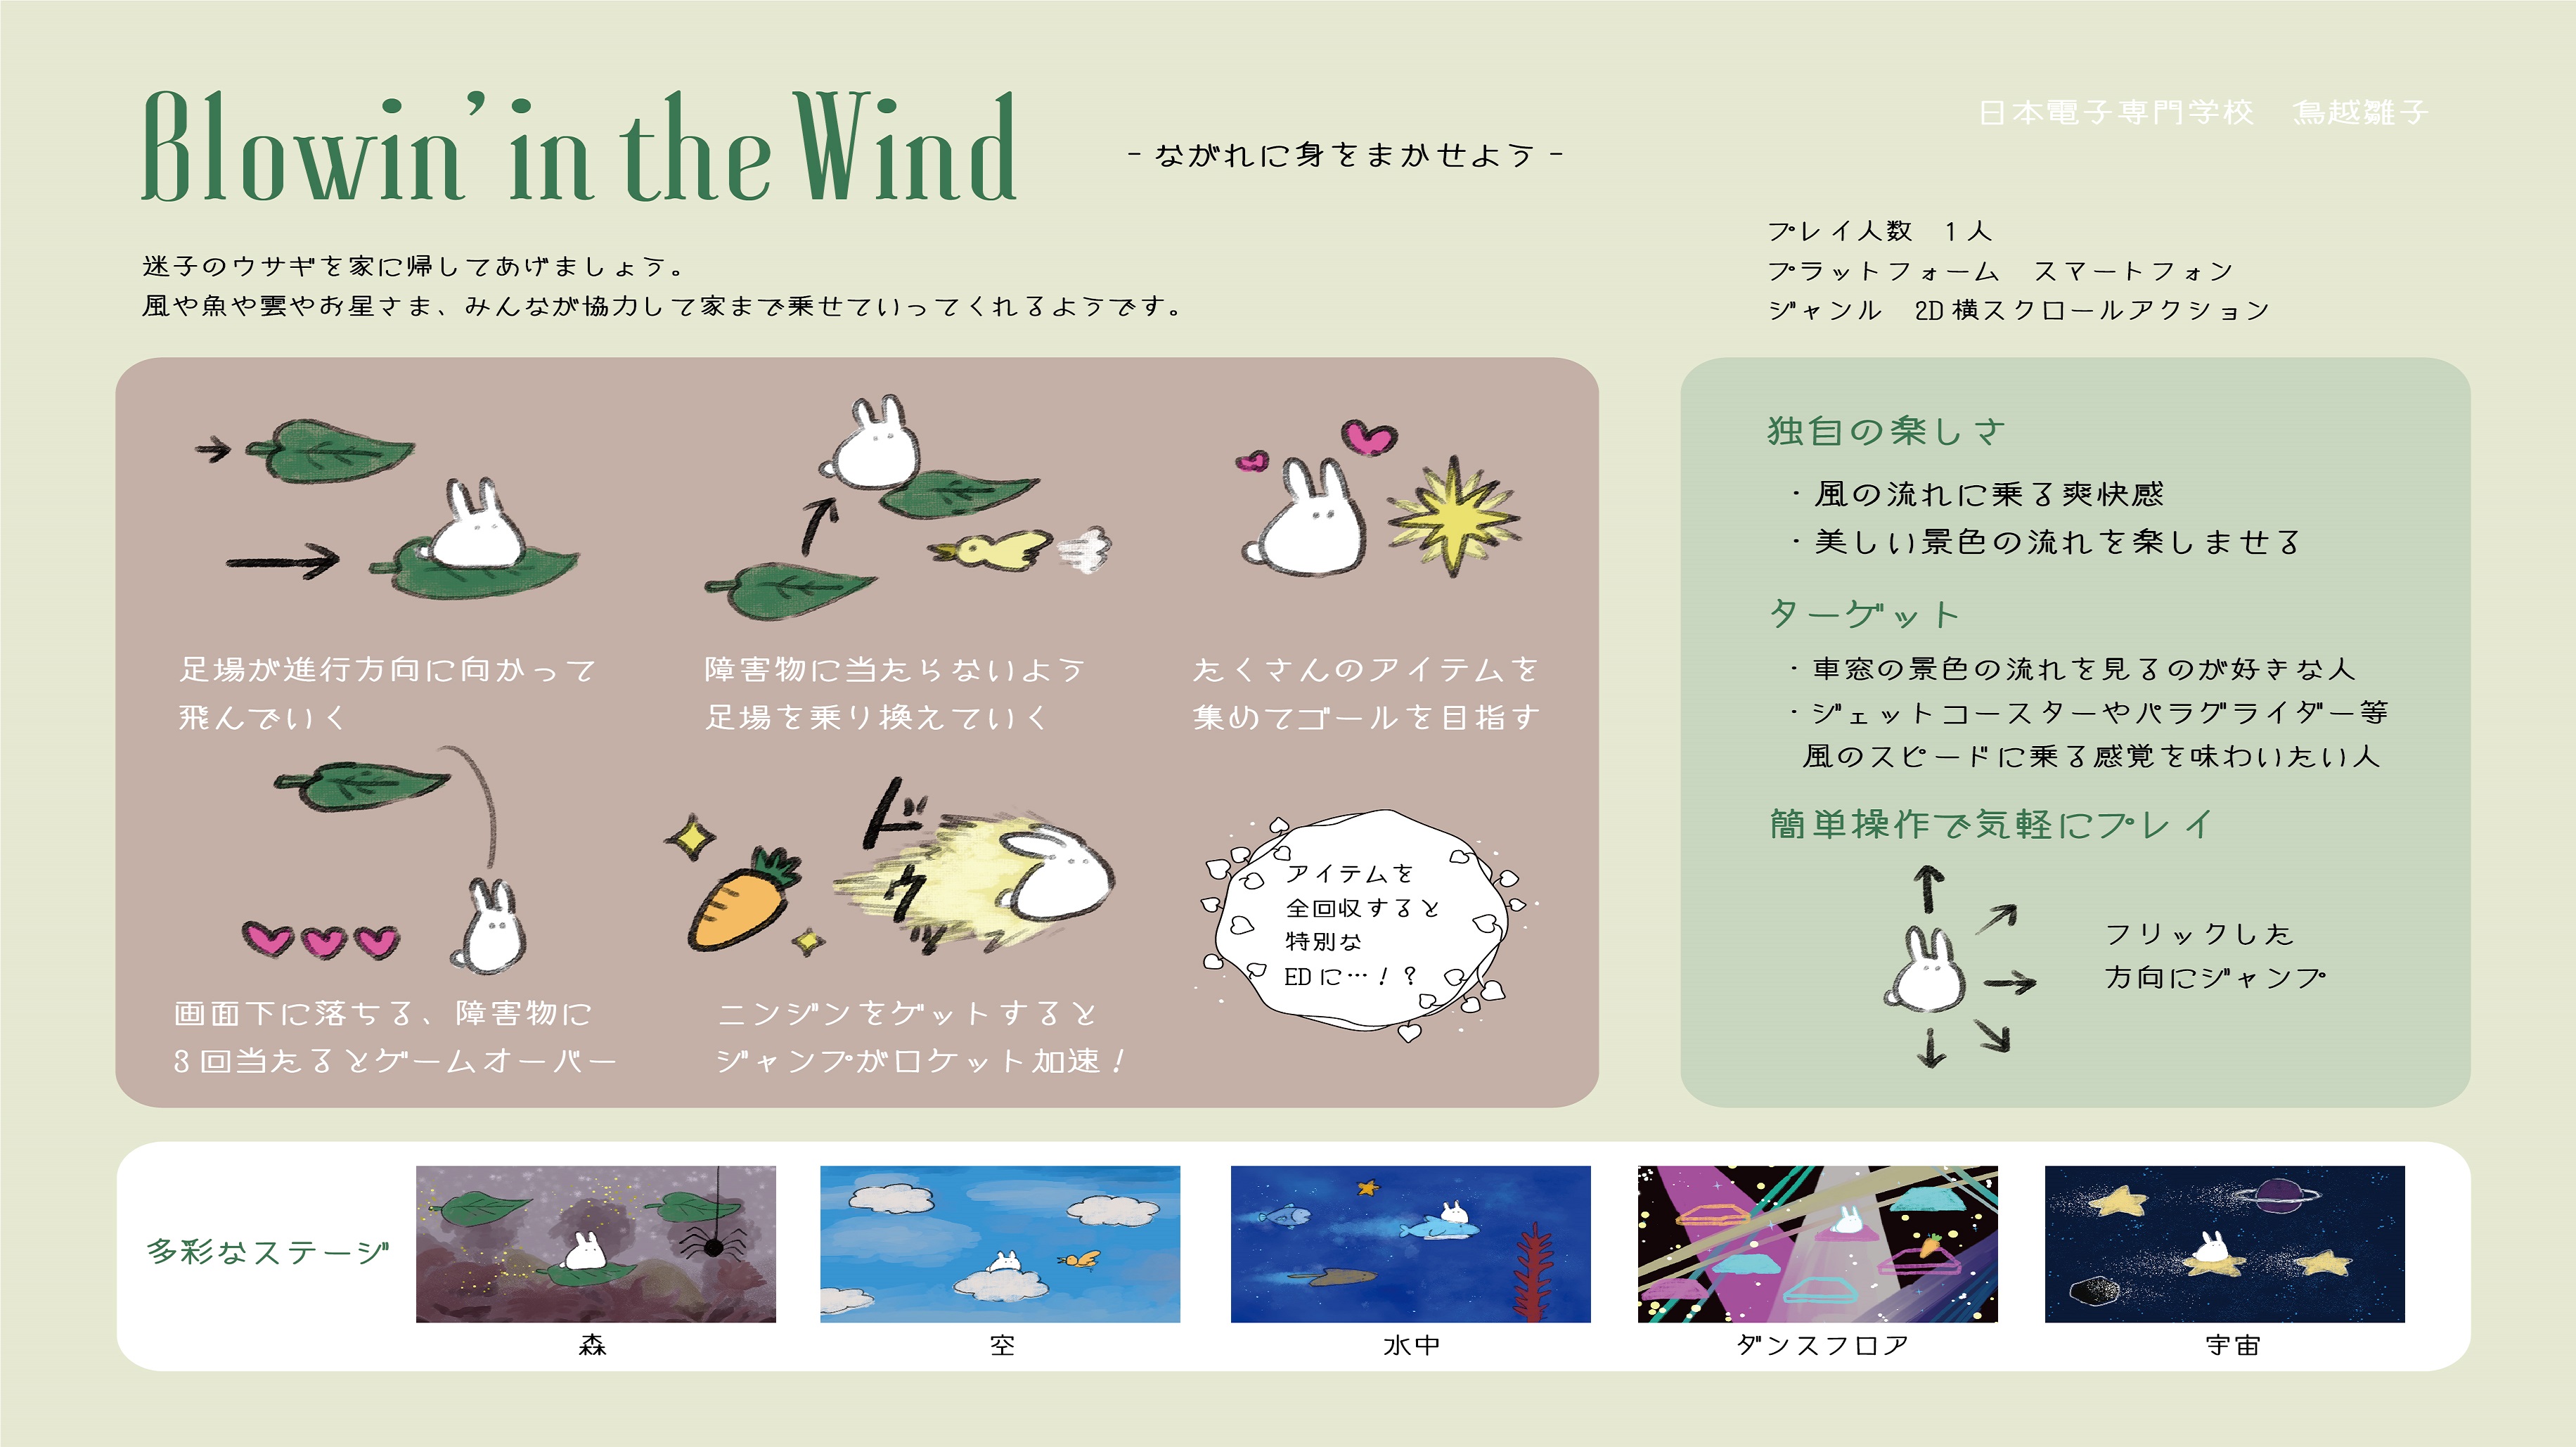 Blowin' in the Wind
- ながれに身をまかせよう -
日本電子専門学校　鳥越雛子
迷子のウサギを家に帰してあげましょう。
風や魚や雲やお星さま、みんなが協力して家まで乗せていってくれるようです。
プレイ人数　1人
プラットフォーム　スマートフォン
ジャンル　2D横スクロールアクション
足場が進行方向に向かって
飛んでいく
障害物に当たらないよう
足場を乗り換えていく
たくさんのアイテムを
集めてゴールを目指す
画面下に落ちる、障害物に
3回当たるとゲームオーバー
ドウッ
ニンジンをゲットすると
ジャンプがロケット加速!
アイテムを
全回収すると
特別な
EDに…!?
独自の楽しさ
・風の流れに乗る爽快感
・美しい景色の流れを楽しませる
ターゲット
・車窓の景色の流れを見るのが好きな人
・ジェットコースターやパラグライダー等
風のスピードに乗る感覚を味わいたい人
簡単操作で気軽にプレイ
フリックした
方向にジャンプ
多彩なステージ
森
空
水中
ダンスフロア
宇宙